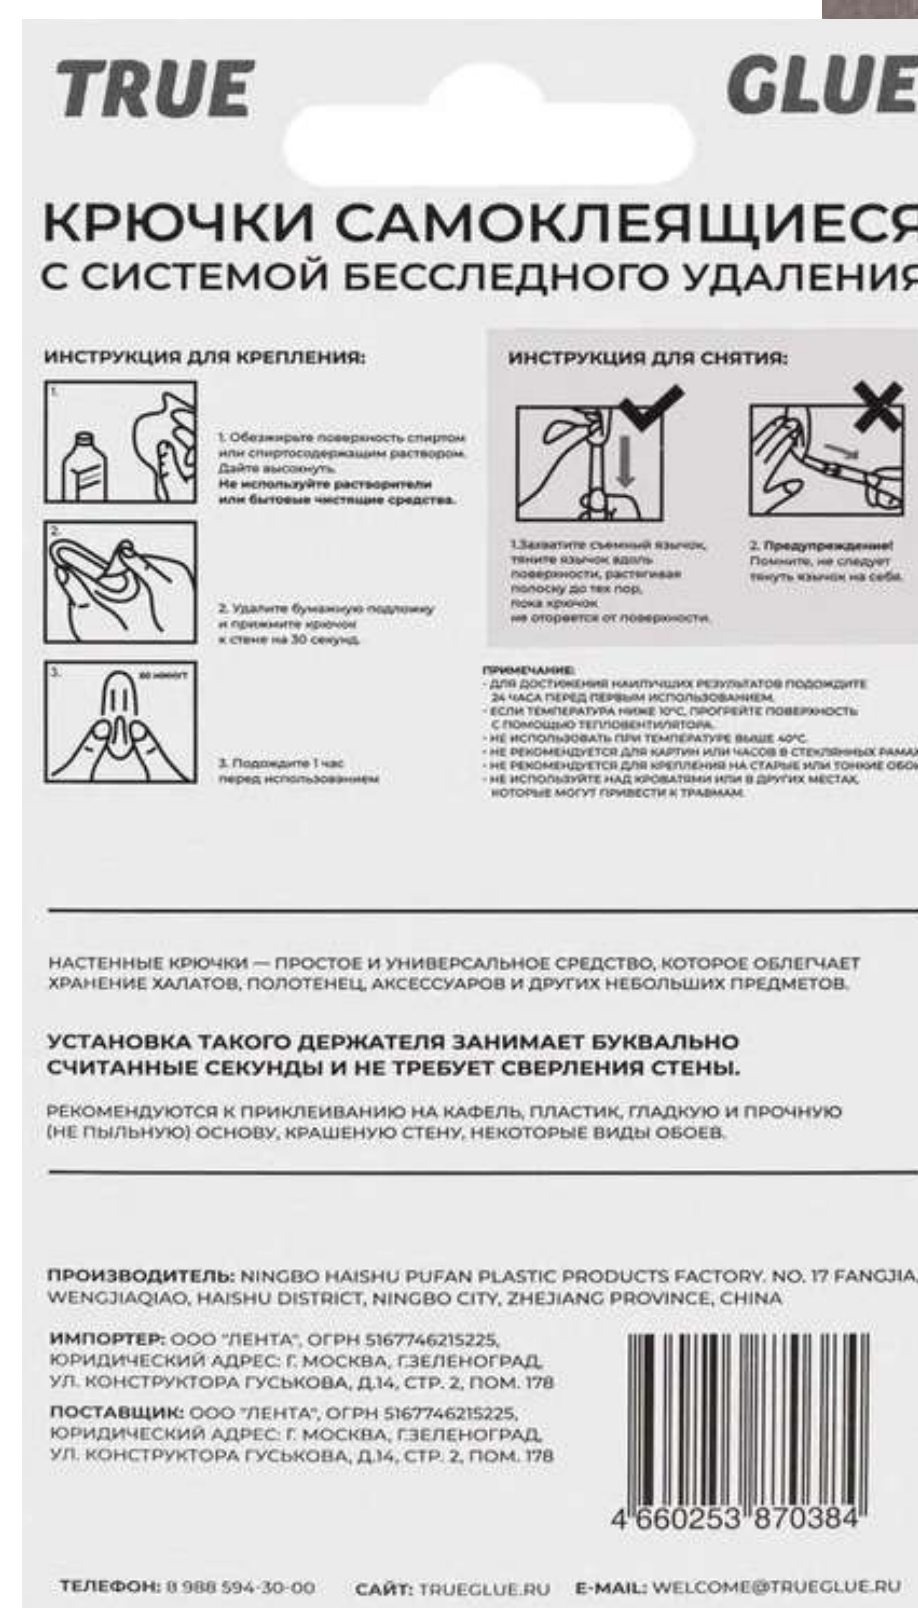 TRUE GLUE
КРЮЧКИ САМОКЛЕЯЩИЕСЯ
С СИСТЕМОЙ БЕССЛЕДНОГО УДАЛЕНИЯ
ИНСТРУКЦИЯ ДЛЯ КРЕПЛЕНИЯ:
1.
1. Обезжирьте поверхность спиртом
или спиртосодержащим раствором.
Дайте высохнуть.
Не используйте растворители
или бытовые чистящие средства.
2.
2. Удалите бумажную подложку
и прижмите крючок
к стене на 30 секунд.
3.
60 минут
3. Подождите 1 час
перед использованием
ИНСТРУКЦИЯ ДЛЯ СНЯТИЯ:
1.Захватите съемный язычок,
тяните язычок вдоль
поверхности, растягивая
полоску до тех пор,
пока крючок
не оторвется от поверхности.
2. Предупреждение!
Помните, не следует
тянуть язычок на себя.
ПРИМЕЧАНИЕ:
- ДЛЯ ДОСТИЖЕНИЯ НАИЛУЧШИХ РЕЗУЛЬТАТОВ ПОДОЖДИТЕ
24 ЧАСА ПЕРЕД ПЕРВЫМ ИСПОЛЬЗОВАНИЕМ.
- ЕСЛИ ТЕМПЕРАТУРА НИЖЕ 10°C, ПРОГРЕЙТЕ ПОВЕРХНОСТЬ
С ПОМОЩЬЮ ТЕПЛОВЕНТИЛЯТОРА.
- НЕ ИСПОЛЬЗОВАТЬ ПРИ ТЕМПЕРАТУРЕ ВЫШЕ 40°C.
- НЕ РЕКОМЕНДУЕТСЯ ДЛЯ КАРТИН ИЛИ ЧАСОВ В СТЕКЛЯННЫХ РАМАХ
- НЕ РЕКОМЕНДУЕТСЯ ДЛЯ КРЕПЛЕНИЯ НА СТАРЫЕ ИЛИ ТОНКИЕ ОБОИ
- НЕ ИСПОЛЬЗУЙТЕ НАД КРОВАТЯМИ ИЛИ В ДРУГИХ МЕСТАХ,
КОТОРЫЕ МОГУТ ПРИВЕСТИ К ТРАВМАМ.
НАСТЕННЫЕ КРЮЧКИ — ПРОСТОЕ И УНИВЕРСАЛЬНОЕ СРЕДСТВО, КОТОРОЕ ОБЛЕГЧАЕТ
ХРАНЕНИЕ ХАЛАТОВ, ПОЛОТЕНЕЦ, АКСЕССУАРОВ И ДРУГИХ НЕБОЛЬШИХ ПРЕДМЕТОВ.
УСТАНОВКА ТАКОГО ДЕРЖАТЕЛЯ ЗАНИМАЕТ БУКВАЛЬНО
СЧИТАННЫЕ СЕКУНДЫ И НЕ ТРЕБУЕТ СВЕРЛЕНИЯ СТЕНЫ.
РЕКОМЕНДУЮТСЯ К ПРИКЛЕИВАНИЮ НА КАФЕЛЬ, ПЛАСТИК, ГЛАДКУЮ И ПРОЧНУЮ
(НЕ ПЫЛЬНУЮ) ОСНОВУ, КРАШЕНУЮ СТЕНУ, НЕКОТОРЫЕ ВИДЫ ОБОЕВ.
ПРОИЗВОДИТЕЛЬ: NINGBO HAISHU PUFAN PLASTIC PRODUCTS FACTORY. NO. 17 FANGJIA,
WENGJIAQIAO, HAISHU DISTRICT, NINGBO CITY, ZHEJIANG PROVINCE, CHINA
ИМПОРТЕР: ООО "ЛЕНТА", ОГРН 5167746215225,
ЮРИДИЧЕСКИЙ АДРЕС: Г. МОСКВА, Г.ЗЕЛЕНОГРАД,
УЛ. КОНСТРУКТОРА ГУСЬКОВА, Д.14, СТР. 2, ПОМ. 178
ПОСТАВЩИК: ООО "ЛЕНТА", ОГРН 5167746215225,
ЮРИДИЧЕСКИЙ АДРЕС: Г. МОСКВА, Г.ЗЕЛЕНОГРАД,
УЛ. КОНСТРУКТОРА ГУСЬКОВА, Д.14, СТР. 2, ПОМ. 178
4 660253 870384
ТЕЛЕФОН: 8 988 594-30-00 САЙТ: TRUEGLUE.RU E-MAIL: WELCOME@TRUEGLUE.RU